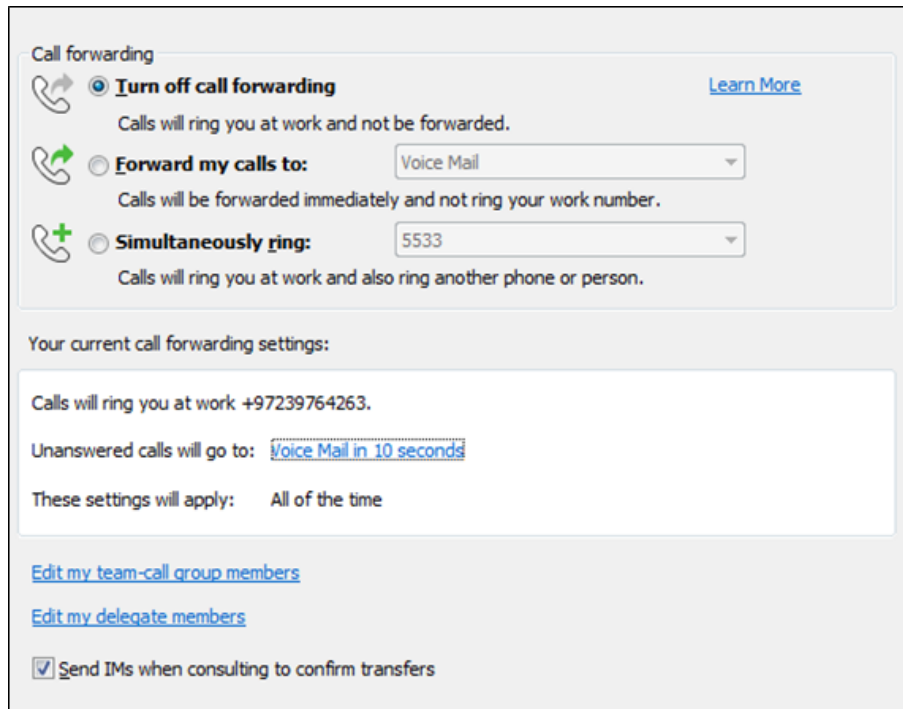 Call forwarding
Turn off call forwarding
Learn More
Calls will ring you at work and not be forwarded.
Forward my calls to:
Voice Mail
Calls will be forwarded immediately and not ring your work number.
Simultaneously ring:
5533
Calls will ring you at work and also ring another phone or person.
Your current call forwarding settings:
Calls will ring you at work +97239764263.
Unanswered calls will go to: Voice Mail in 10 seconds
These settings will apply: All of the time
Edit my team-call group members
Edit my delegate members
Send IMs when consulting to confirm transfers